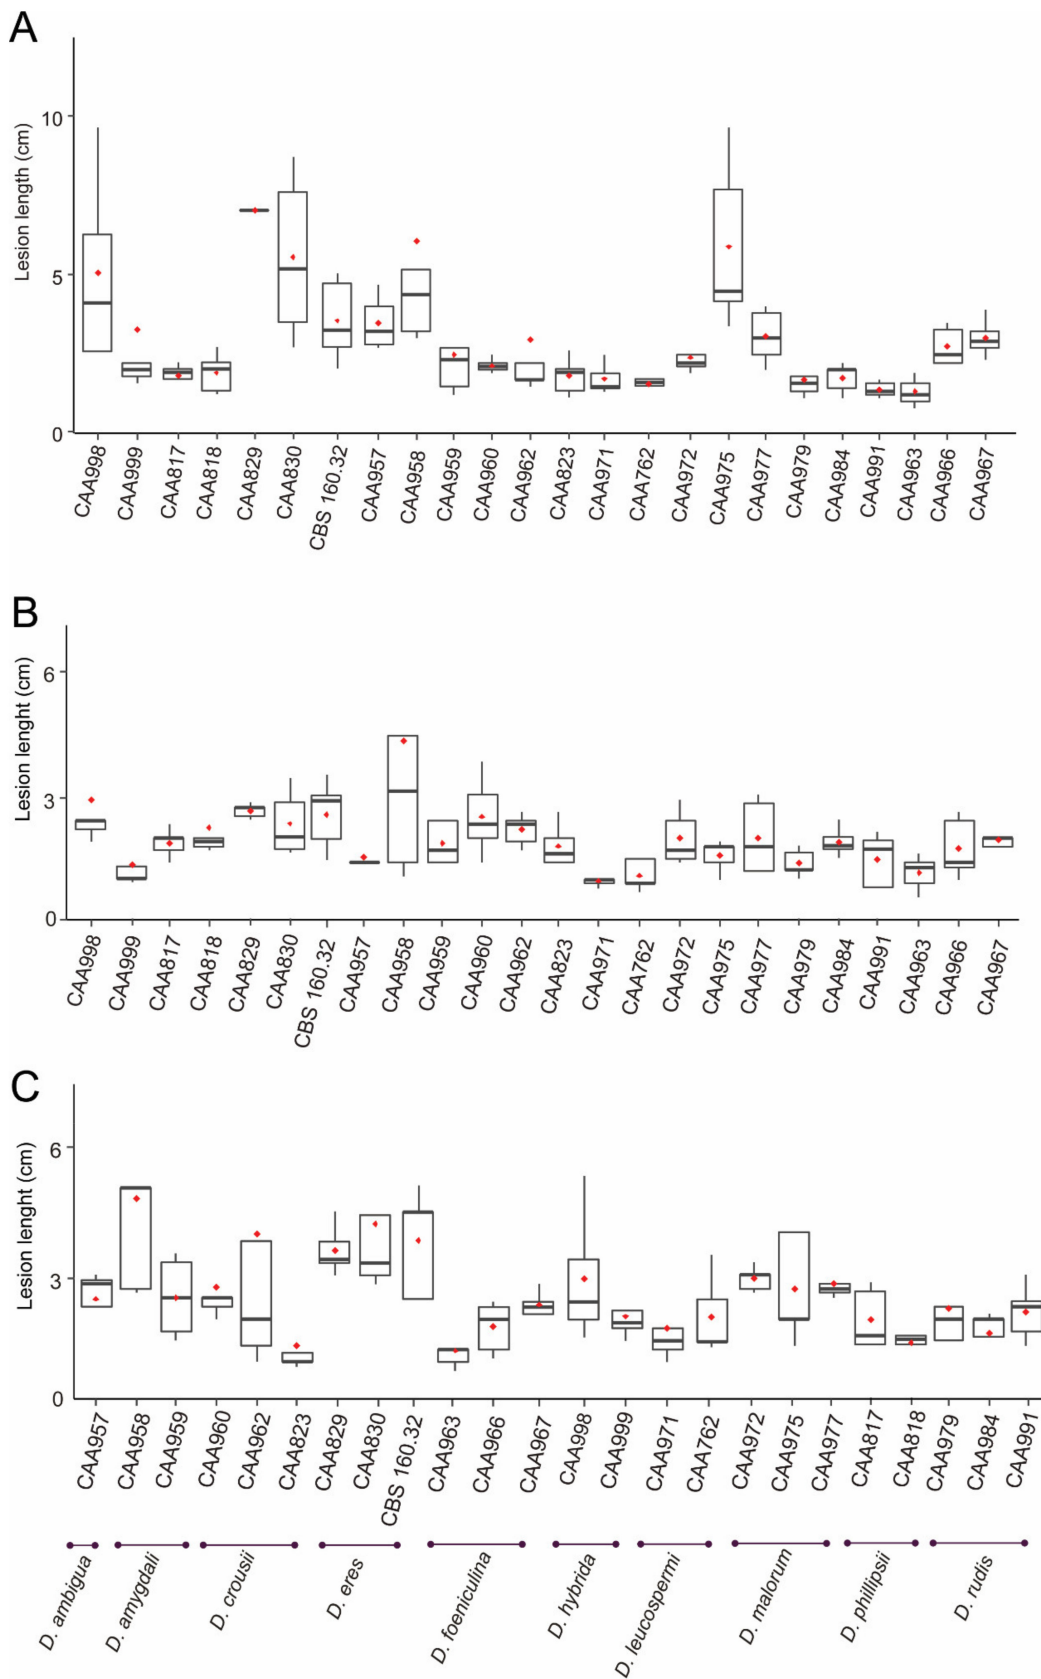 A
Lesion length (cm)
10
5
0
CAA998 CAA999 CAA817 CAA818 CAA829 CAA830 CBS 160.32 CAA957 CAA958 CAA959 CAA960 CAA962 CAA823 CAA971 CAA762 CAA972 CAA975 CAA977 CAA979 CAA984 CAA991 CAA963 CAA966 CAA967
B
Lesion lenght (cm)
6
3
0
CAA998 CAA999 CAA817 CAA818 CAA829 CAA830 CBS 160.32 CAA957 CAA958 CAA959 CAA960 CAA962 CAA823 CAA971 CAA762 CAA972 CAA975 CAA977 CAA979 CAA984 CAA991 CAA963 CAA966 CAA967
C
Lesion lenght (cm)
6
3
0
CAA957 CAA958 CAA959 CAA960 CAA962 CAA823 CAA829 CAA830 CBS 160.32 CAA963 CAA966 CAA967 CAA998 CAA999 CAA971 CAA762 CAA972 CAA975 CAA977 CAA817 CAA818 CAA979 CAA984 CAA991
D. ambigua D. amygdali D. crousii D. eres D. foeniculina D. hybrida D. leucospermi D. malorum D. phillipsii D. rudis